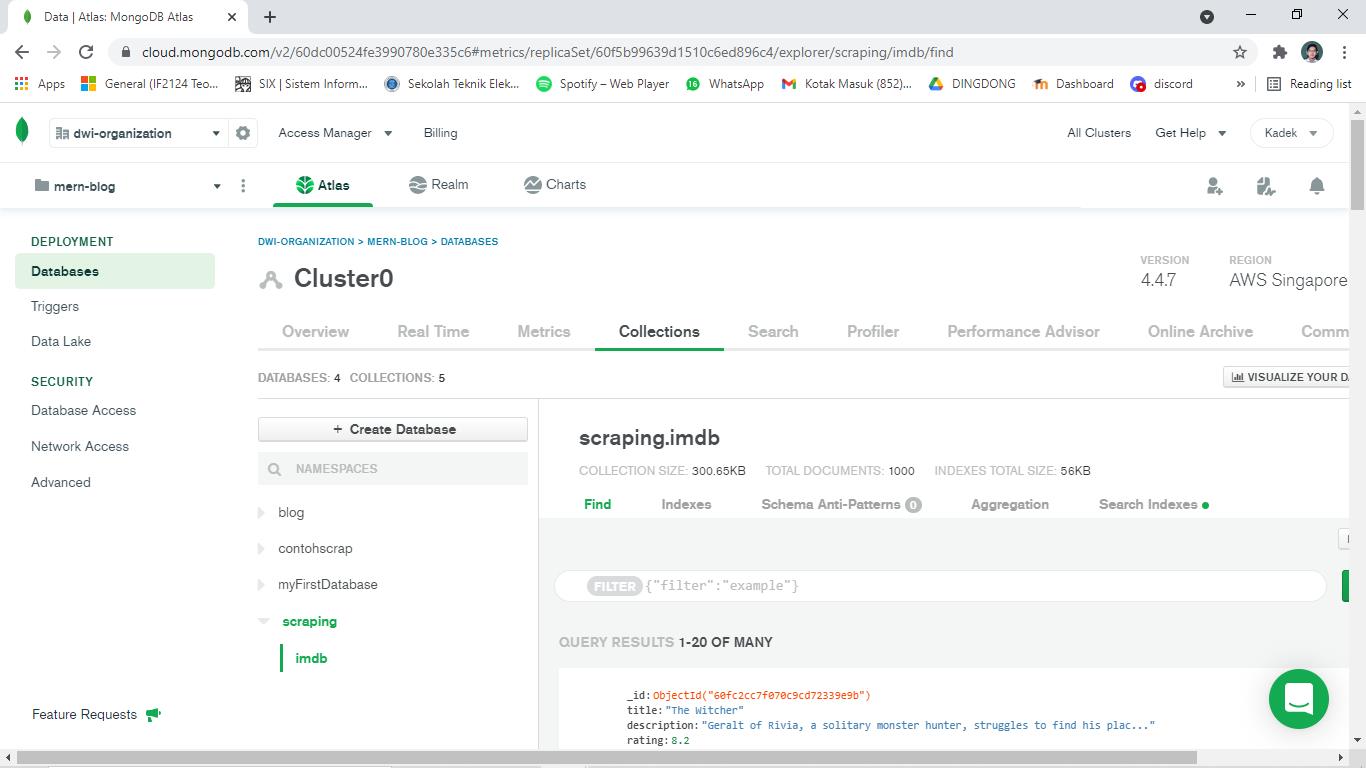 Data | Atlas: MongoDB Atlas
cloud.mongodb.com/v2/60dc00524fe3990780e335c6#metrics/replicaSet/60f5b99639d1510c6ed896c4/explorer/scraping/imdb/find
Apps General (IF2124 Teo... SIX | Sistem Inform... Sekolah Teknik Elek... Spotify – Web Player 16 WhatsApp Kotak Masuk (852)... DINGDONG Dashboard discord » Reading list
dwi-organization Access Manager Billing All Clusters Get Help Kadek
mern-blog Atlas Realm Charts
DEPLOYMENT
Databases
Triggers
Data Lake
SECURITY
Database Access
Network Access
Advanced
Feature Requests
DWI-ORGANIZATION > MERN-BLOG > DATABASES
Cluster0
VERSION
4.4.7
REGION
AWS Singapore
Overview Real Time Metrics Collections Search Profiler Performance Advisor Online Archive Comm
DATABASES: 4 COLLECTIONS: 5
VISUALIZE YOUR DA
+ Create Database
NAMESPACES
blog
contohscrap
myFirstDatabase
scraping
imdb
scraping.imdb
COLLECTION SIZE: 300.65KB TOTAL DOCUMENTS: 1000 INDEXES TOTAL SIZE: 56KB
Find Indexes Schema Anti-Patterns 0 Aggregation Search Indexes
FILTER {"filter":"example"}
QUERY RESULTS 1-20 OF MANY
_id: ObjectId("60fc2cc7f070c9cd72339e9b")
title: "The Witcher"
description: "Geralt of Rivia, a solitary monster hunter, struggles to find his plac..."
rating: 8.2